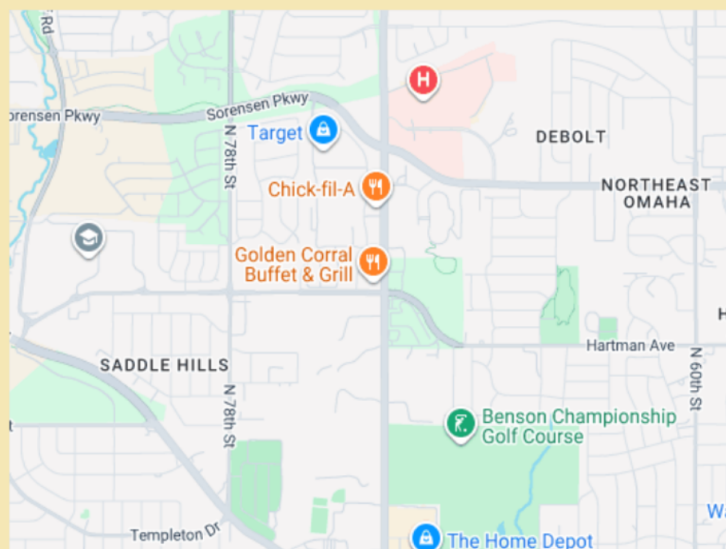 Rd
Sorensen Pkwy
orensen Pkwy
N 78th St
Target
H
DEBOLT
Chick-fil-A
NORTHEAST
OMAHA
Golden Corral
Buffet & Grill
Hartman Ave
SADDLE HILLS
N 60th St
N 78th St
Benson Championship
Golf Course
Templeton Dr
The Home Depot